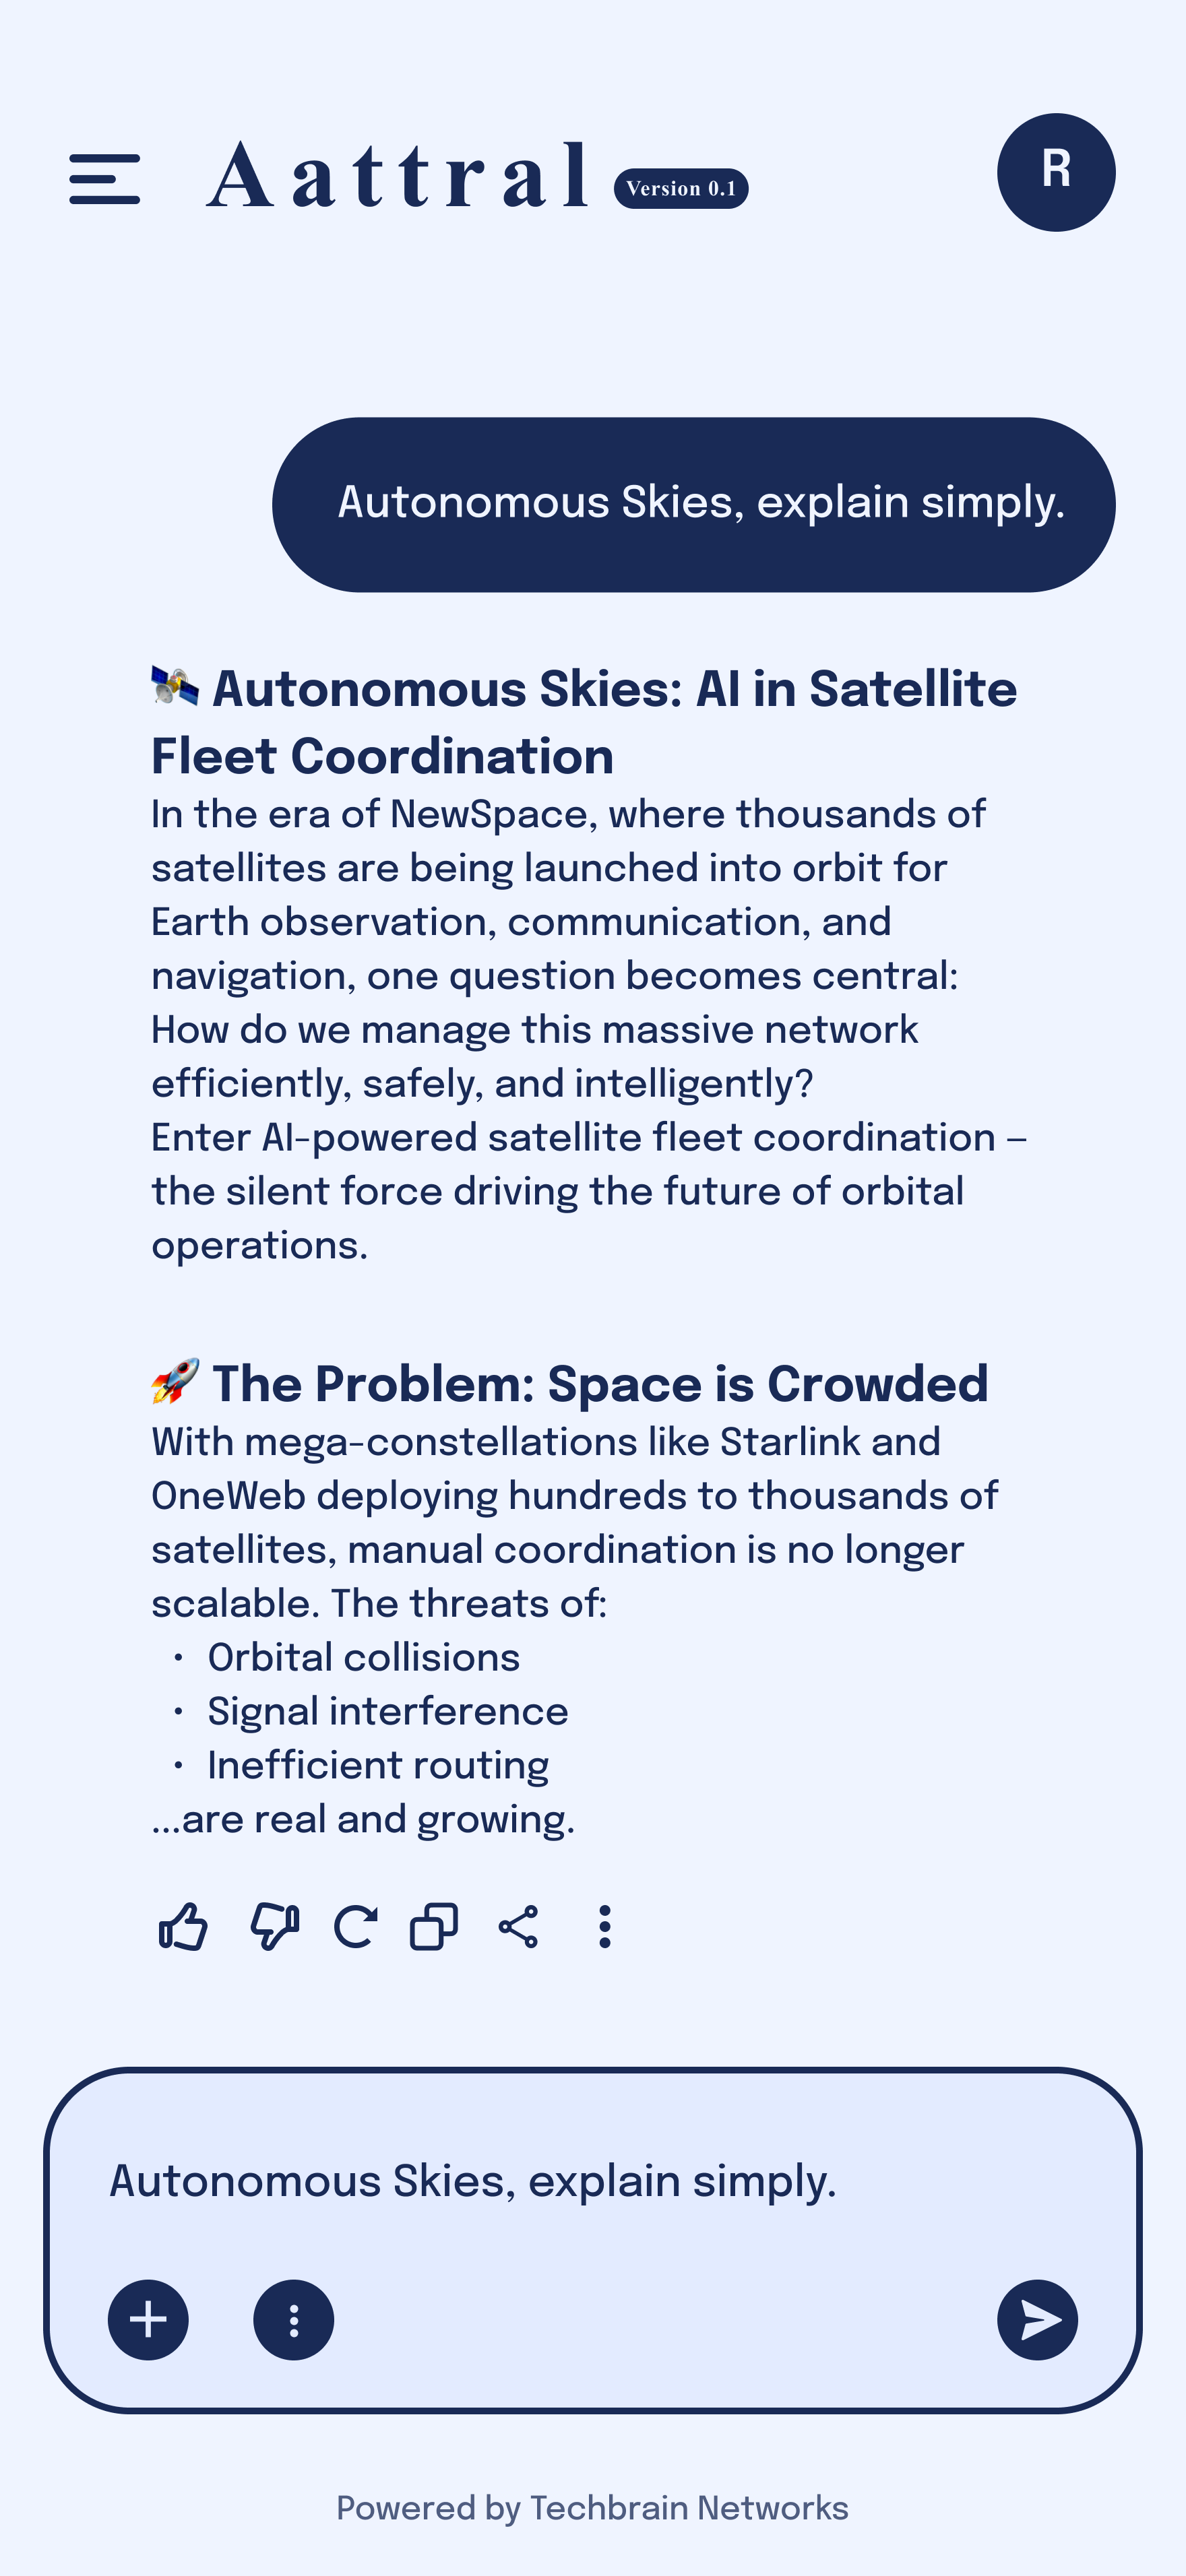 Aattral
Version 0.1
R
Autonomous Skies, explain simply.
🛰️ Autonomous Skies: AI in Satellite
Fleet Coordination
In the era of NewSpace, where thousands of
satellites are being launched into orbit for
Earth observation, communication, and
navigation, one question becomes central:
How do we manage this massive network
efficiently, safely, and intelligently?
Enter AI-powered satellite fleet coordination —
the silent force driving the future of orbital
operations.
🚀 The Problem: Space is Crowded
With mega-constellations like Starlink and
OneWeb deploying hundreds to thousands of
satellites, manual coordination is no longer
scalable. The threats of:
• Orbital collisions
• Signal interference
• Inefficient routing
...are real and growing.
Autonomous Skies, explain simply.
Powered by Techbrain Networks